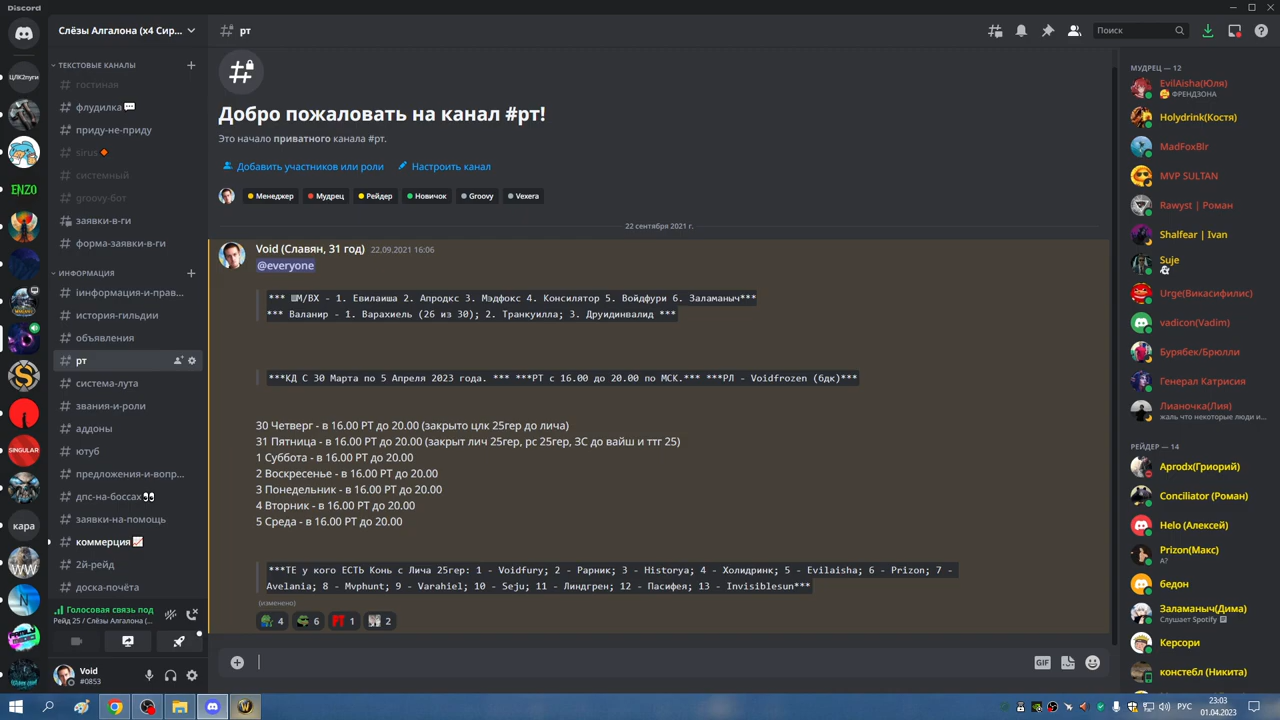 Discord
Слёзы Алгалона (x4 Сир...
рт
Поиск
ЦЛК2пуги
ENZO
SINGULAR
кара
WW
ТЕКСТОВЫЕ КАНАЛЫ
гостиная
флудилка
приду-не-приду
sirus
системный
groovy-бот
заявки-в-ги
форма-заявки-в-ги
ИНФОРМАЦИЯ
iинформация-и-прав...
история-гильдии
объявления
рт
система-лута
звания-и-роли
аддоны
ютуб
предложения-и-вопр...
дпс-на-боссах
заявки-на-помощь
коммерция
2й-рейд
доска-почёта
Голосовая связь под
Рейд 25 / Слёзы Алгалона (...
Void
#0853
Добро пожаловать на канал #рт!
Это начало приватного канала #рт.
Добавить участников или роли
Настроить канал
Менеджер
Мудрец
Рейдер
Новичок
Groovy
Vexera
22 сентября 2021 г.
Void (Славян, 31 год) 22.09.2021 16:06
@everyone
*** ШМ/ВХ - 1. Евилаиша 2. Апродкс 3. Мэдфокс 4. Консилятор 5. Войдфури 6. Заламаныч***
*** Валанир - 1. Варахиель (26 из 30); 2. Транкуилла; 3. Друидинвалид ***
***КД С 30 Марта по 5 Апреля 2023 года. *** ***РТ с 16.00 до 20.00 по МСК.*** ***РЛ - Voidfrozen (бдк)***
30 Четверг - в 16.00 РТ до 20.00 (закрыто цлк 25гер до лича)
31 Пятница - в 16.00 РТ до 20.00 (закрыт лич 25гер, рс 25гер, ЗС до вайш и ттг 25)
1 Суббота - в 16.00 РТ до 20.00
2 Воскресенье - в 16.00 РТ до 20.00
3 Понедельник - в 16.00 РТ до 20.00
4 Вторник - в 16.00 РТ до 20.00
5 Среда - в 16.00 РТ до 20.00
***ТЕ у кого ЕСТЬ Конь с Лича 25гер: 1 - Voidfury; 2 - Рарник; 3 - Historya; 4 - Холидринк; 5 - Evilaisha; 6 - Prizon; 7 -
Avelania; 8 - Mvphunt; 9 - Varahiel; 10 - Seju; 11 - Линдгрен; 12 - Пасифея; 13 - Invisiblesun***
(изменено)
4
6
1
2
GIF
МУДРЕЦ — 12
EvilAisha(Юля)
ФРЕНДЗОНА
Holydrink(Костя)
MadFoxBlr
MVP SULTAN
Rawyst | Роман
Shalfear | Ivan
Suje
Urge(Викасифилис)
vadicon(Vadim)
Бурябек/Брюлли
Генерал Катрисия
Лианочка(Лия)
жаль что некоторые люди и...
РЕЙДЕР — 14
Aprodx(Гриорий)
Conciliator (Роман)
Helo (Алексей)
Prizon(Макс)
А?
бедон
Заламаныч(Дима)
Слушает Spotify
Керсори
констебл (Никита)
РУС
23:03
01.04.2023